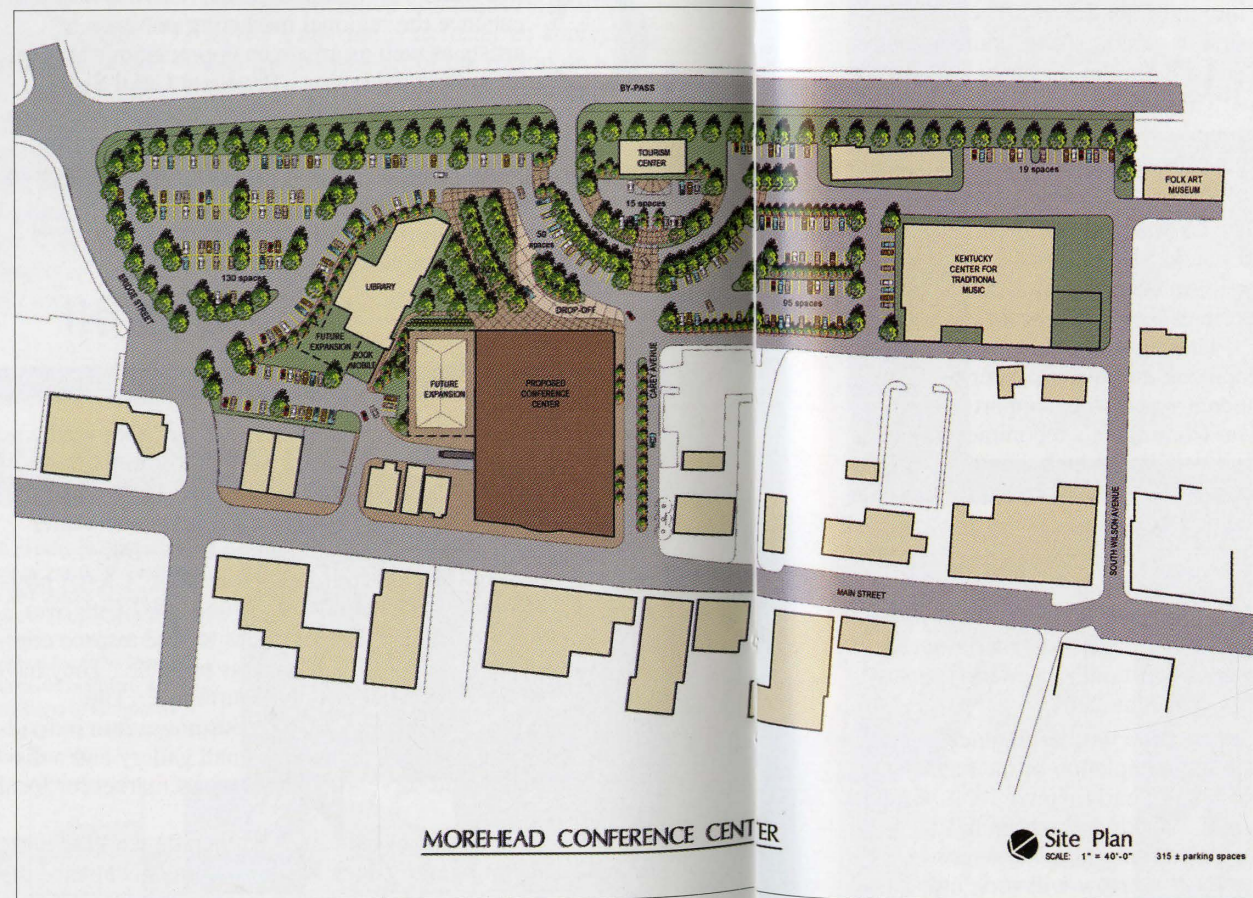 BY-PASS
TOURISM
CENTER
15 spaces
19 spaces
FOLK ART
MUSEUM
50
spaces
KENTUCKY
CENTER FOR
TRADITIONAL
MUSIC
130 spaces
BRIDGE STREET
LIBRARY
95 spaces
DROP-OFF
FUTURE
EXPANSION /
BOOK
MOBILE
FUTURE
EXPANSION
PROPOSED
CONFERENCE
CENTER
CAREY AVENUE
SOUTH WILSON AVENUE
MAIN STREET
MOREHEAD CONFERENCE CENTER
Site Plan
SCALE: 1" = 40'-0"
315 ± parking spaces